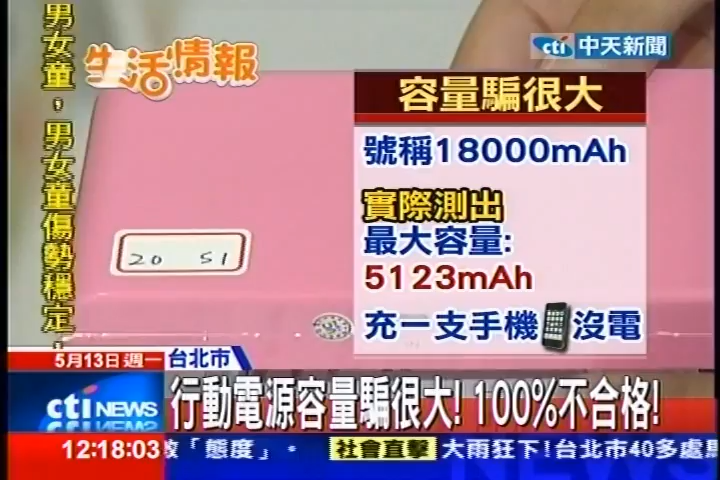 男女童，男女童傷勢穩定
生活情報
cti 中天新聞
容量騙很大
號稱18000mAh
實際測出
最大容量:
5123mAh
充一支手機沒電
20 51
5月13日週一 台北市
cti NEWS
行動電源容量騙很大! 100%不合格!
12:18:03
「態度」。 社會直擊 大雨狂下!台北市40多處
NEWS